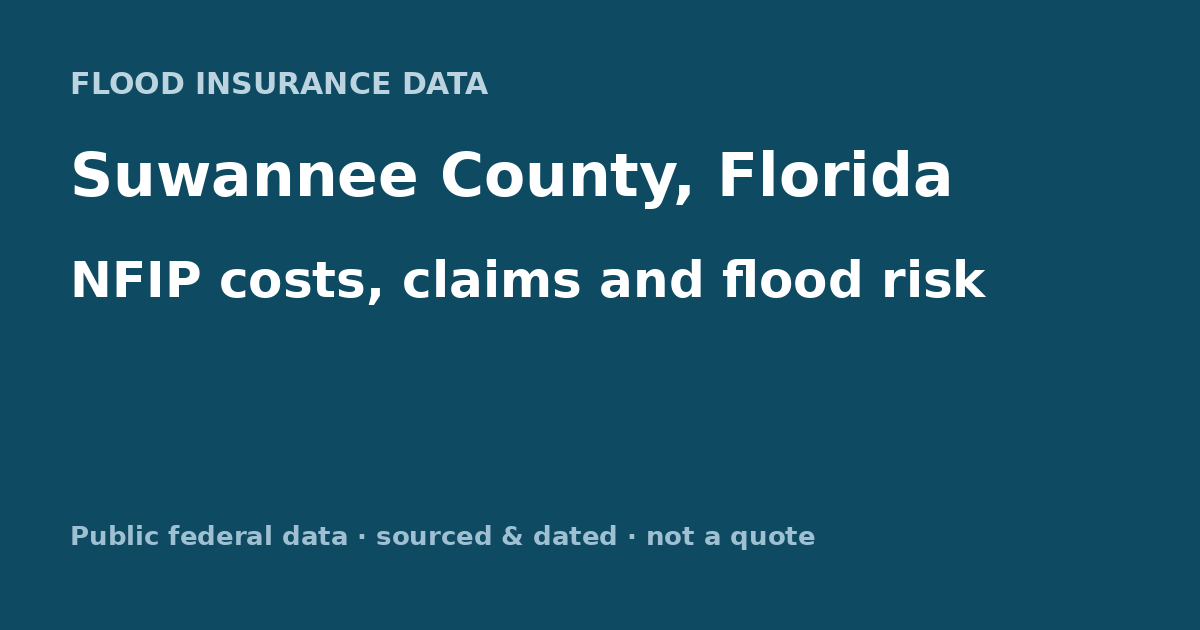 FLOOD INSURANCE DATA
Suwannee County, Florida
NFIP costs, claims and flood risk
Public federal data · sourced & dated · not a quote